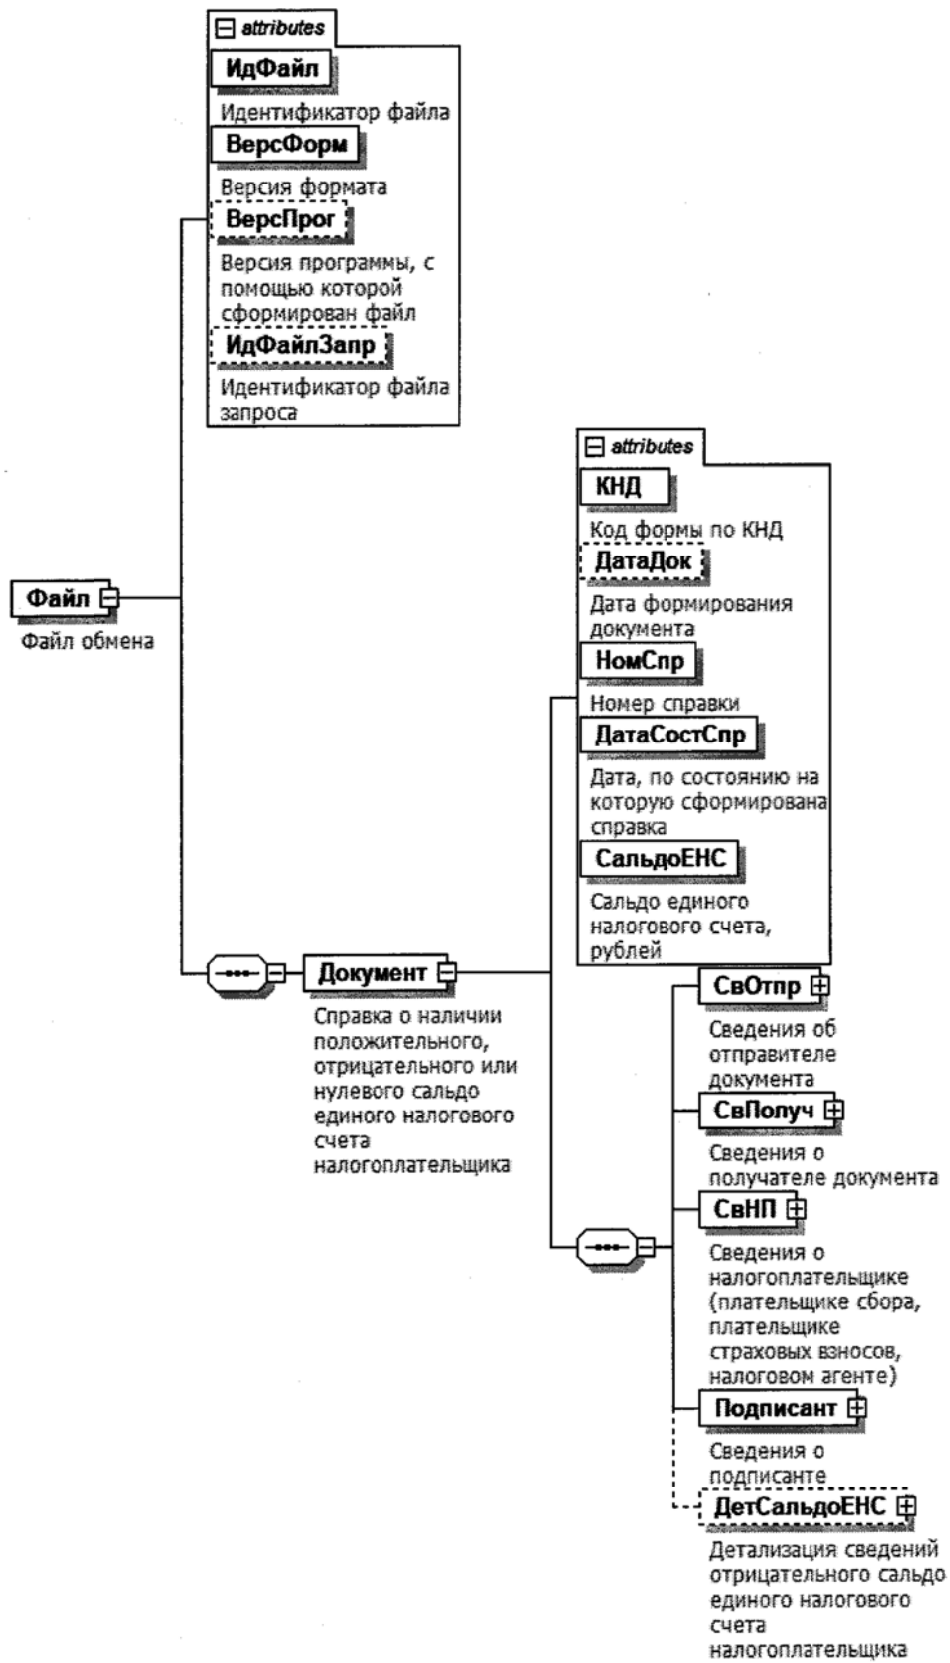 attributes
ИдФайл
Идентификатор файла
ВерсФорм
Версия формата
ВерсПрог
Версия программы, с
помощью которой
сформирован файл
ИдФайлЗапр
Идентификатор файла
запроса
Файл
Файл обмена
attributes
КНД
Код формы по КНД
ДатаДок
Дата формирования
документа
НомСпр
Номер справки
ДатаСостСпр
Дата, по состоянию на
которую сформирована
справка
СальдоЕНС
Сальдо единого
налогового счета,
рублей
Документ
Справка о наличии
положительного,
отрицательного или
нулевого сальдо
единого налогового
счета
налогоплательщика
СвОтпр
Сведения об
отправителе
документа
СвПолуч
Сведения о
получателе документа
СвНП
Сведения о
налогоплательщике
(плательщике сбора,
плательщике
страховых взносов,
налоговом агенте)
Подписант
Сведения о
подписанте
ДетСальдоЕНС
Детализация сведений
отрицательного сальдо
единого налогового
счета
налогоплательщика